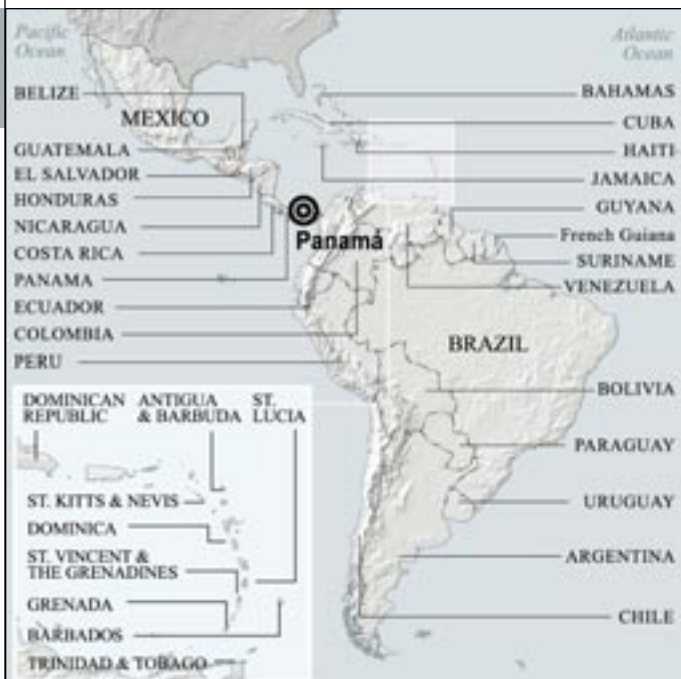 Pacific
Ocean
Atlantic
Ocean
BELIZE
MEXICO
GUATEMALA
EL SALVADOR
HONDURAS
NICARAGUA
COSTA RICA
PANAMA
ECUADOR
COLOMBIA
PERU
Panamá
BRAZIL
BAHAMAS
CUBA
HAITI
JAMAICA
GUYANA
French Guiana
SURINAME
VENEZUELA
BOLIVIA
PARAGUAY
URUGUAY
ARGENTINA
CHILE
DOMINICAN
REPUBLIC
ANTIGUA
& BARBUDA
ST.
LUCIA
ST. KITTS & NEVIS
DOMINICA
ST. VINCENT &
THE GRENADINES
GRENADA
BARBADOS
TRINIDAD & TOBAGO